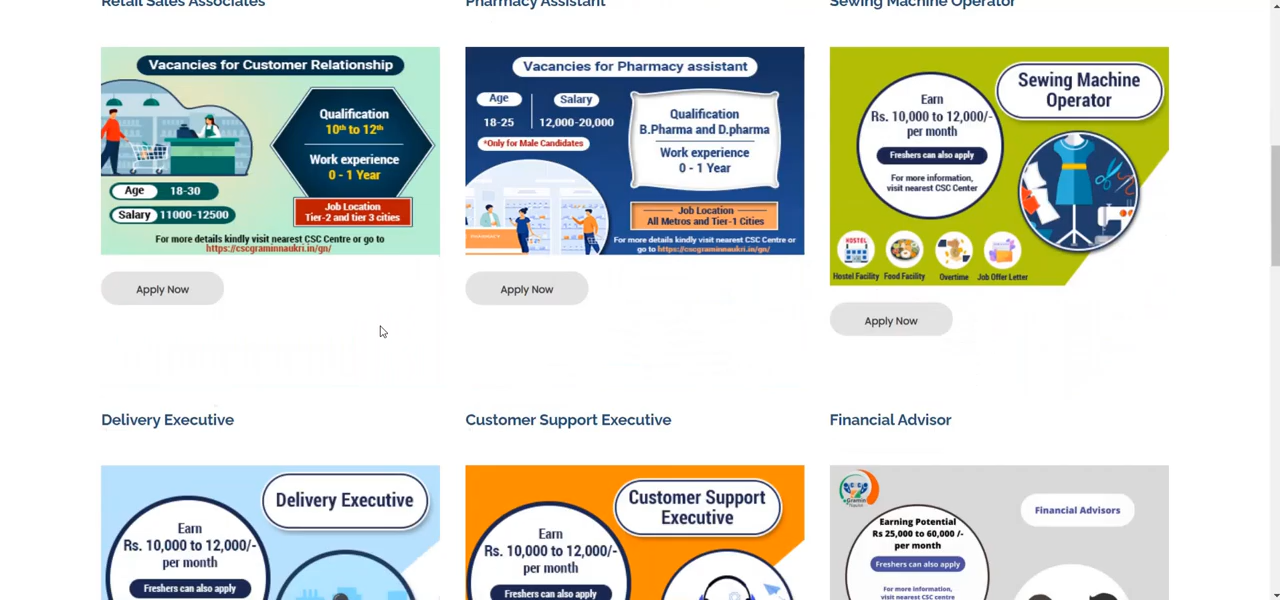 Retail Sales Associates
Pharmacy Assistant
Sewing Machine Operator
Vacancies for Customer Relationship
Qualification
10th to 12th
Work experience
0 - 1 Year
Age 18-30
Salary 11000-12500
Job Location
Tier-2 and tier 3 cities
For more details kindly visit nearest CSC Centre or go to
https://cscgraminnaukri.in/gn/
Apply Now
Vacancies for Pharmacy assistant
Age
18-25
Salary
12,000-20,000
*Only for Male Candidates
Qualification
B.Pharma and D.pharma
Work experience
0 - 1 Year
PHARMACY
Job Location
All Metros and Tier-1 Cities
For more details kindly visit nearest CSC Centre or
go to https://cscgraminnaukri.in/gn/
Apply Now
Sewing Machine
Operator
Earn
Rs. 10,000 to 12,000/-
per month
Freshers can also apply
For more information,
visit nearest CSC Center
HOSTEL
Hostel Facility
Food Facility
Overtime
Job Offer Letter
Apply Now
Delivery Executive
Customer Support Executive
Financial Advisor
Delivery Executive
Earn
Rs. 10,000 to 12,000/-
per month
Freshers can also apply
Customer Support
Executive
Earn
Rs. 10,000 to 12,000/-
per month
Freshers can also apply
Financial Advisors
Earning Potential
Rs 25,000 to 60,000 /-
per month
Freshers can also apply
For more information,
visit nearest CSC centre